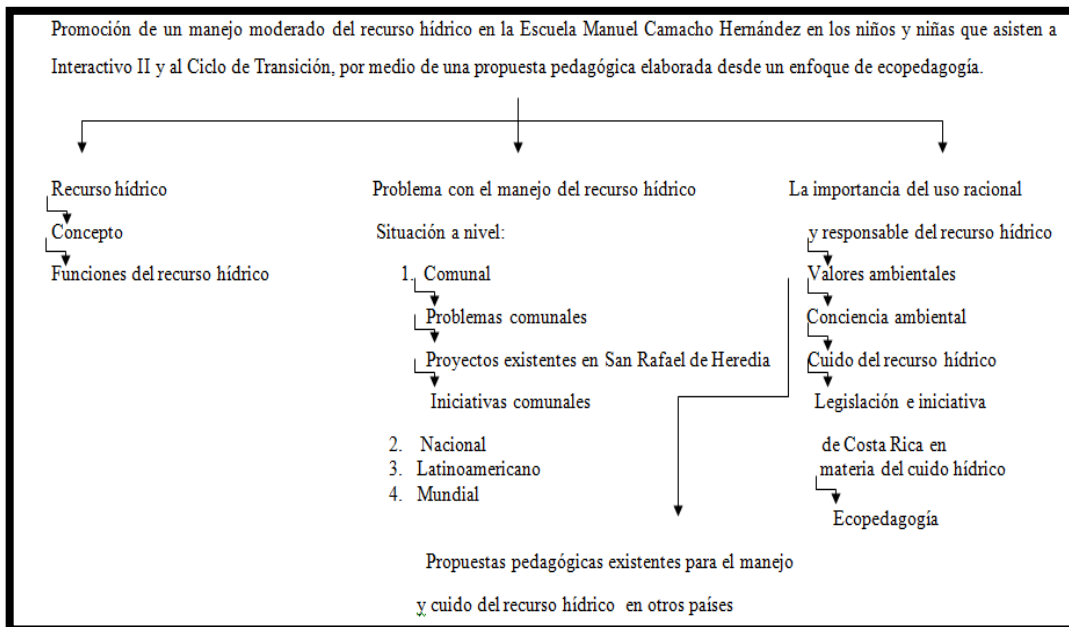 Promoción de un manejo moderado del recurso hídrico en la Escuela Manuel Camacho Hernández en los niños y niñas que asisten a
Interactivo II y al Ciclo de Transición, por medio de una propuesta pedagógica elaborada desde un enfoque de ecopedagogía.
Recurso hídrico
Concepto
Funciones del recurso hídrico
Problema con el manejo del recurso hídrico
Situación a nivel:
1. Comunal
Problemas comunales
Proyectos existentes en San Rafael de Heredia
Iniciativas comunales
2. Nacional
3. Latinoamericano
4. Mundial
La importancia del uso racional
y responsable del recurso hídrico
Valores ambientales
Conciencia ambiental
Cuido del recurso hídrico
Legislación e iniciativa
de Costa Rica en
materia del cuido hídrico
Ecopedagogía
Propuestas pedagógicas existentes para el manejo
y cuido del recurso hídrico en otros países